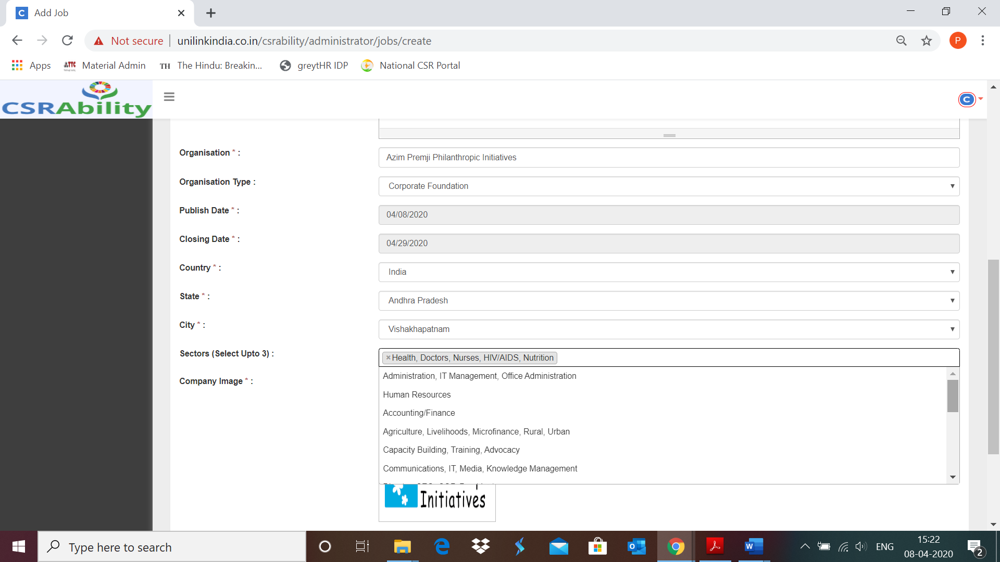 Add Job
Not secure
unilinkindia.co.in/csrability/administrator/jobs/create
P
Apps
Material Admin
TH The Hindu: Breakin...
greytHR IDP
National CSR Portal
CSRAbility
Organisation * :
Azim Premji Philanthropic Initiatives
Organisation Type :
Corporate Foundation
Publish Date * :
04/08/2020
Closing Date * :
04/29/2020
Country * :
India
State * :
Andhra Pradesh
City * :
Vishakhapatnam
Sectors (Select Upto 3) :
×Health, Doctors, Nurses, HIV/AIDS, Nutrition
Administration, IT Management, Office Administration
Company Image * :
Human Resources
Accounting/Finance
Agriculture, Livelihoods, Microfinance, Rural, Urban
Capacity Building, Training, Advocacy
Communications, IT, Media, Knowledge Management
Initiatives
Type here to search
ENG
15:22
08-04-2020
2